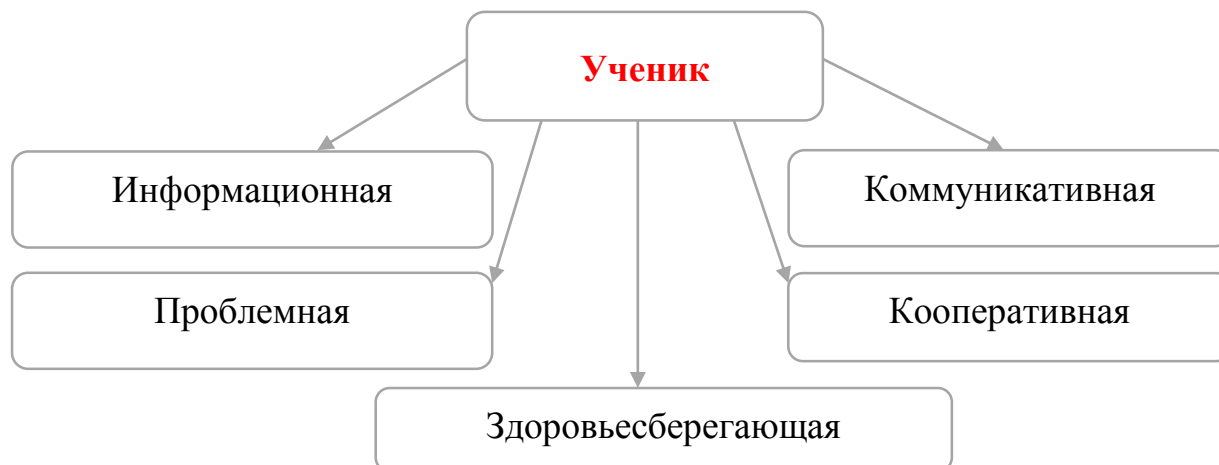 Ученик
Информационная
Коммуникативная
Проблемная
Кооперативная
Здоровьесберегающая